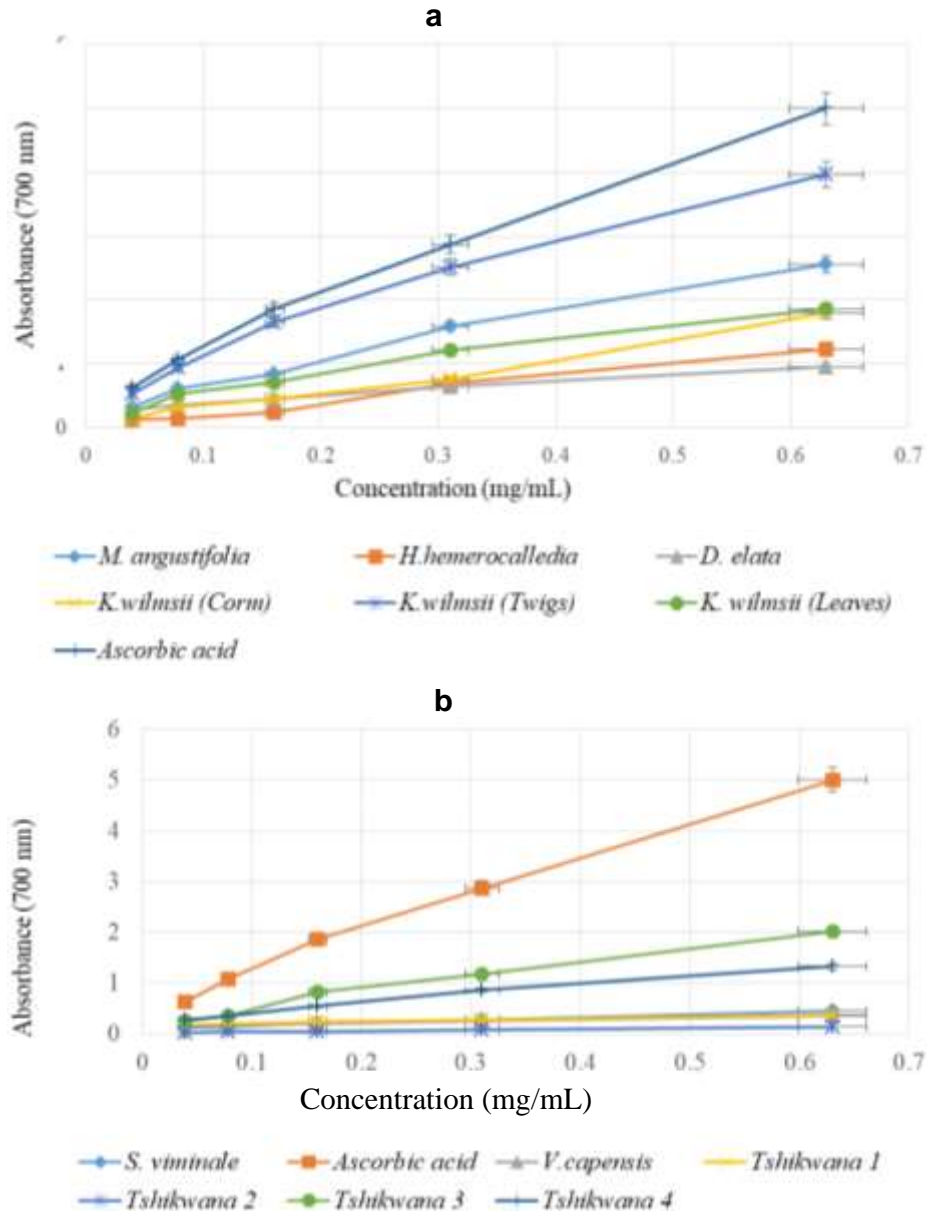 a
Absorbance (700 nm)
0
0 0.1 0.2 0.3 0.4 0.5 0.6 0.7
Concentration (mg/mL)
M. angustifolia H.hemerocalledia D. elata
K.wilmsii (Corm) K.wilmsii (Twigs) K. wilmsii (Leaves)
Ascorbic acid
b
Absorbance (700 nm)
6
5
4
3
2
1
0
0 0.1 0.2 0.3 0.4 0.5 0.6 0.7
Concentration (mg/mL)
S. viminale Ascorbic acid V.capensis Tshikwana 1
Tshikwana 2 Tshikwana 3 Tshikwana 4